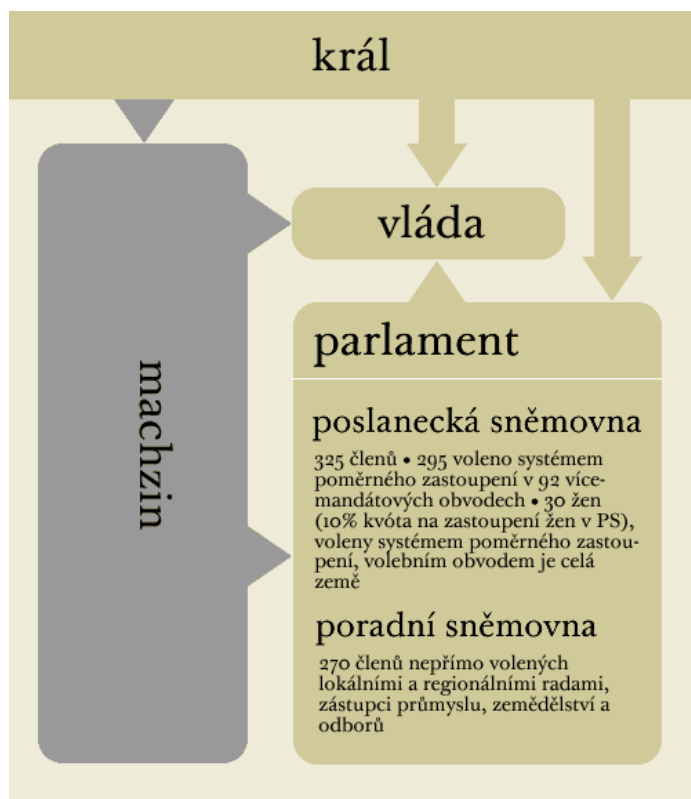 král
vláda
machzin
parlament
poslanecká sněmovna
325 členů • 295 voleno systémem
poměrného zastoupení v 92 více-
mandátových obvodech • 30 žen
(10% kvóta na zastoupení žen v PS),
voleny systémem poměrného zastou-
pení, volebním obvodem je celá
země
poradní sněmovna
270 členů nepřímo volených
lokálními a regionálními radami,
zástupci průmyslu, zemědělství a
odborů